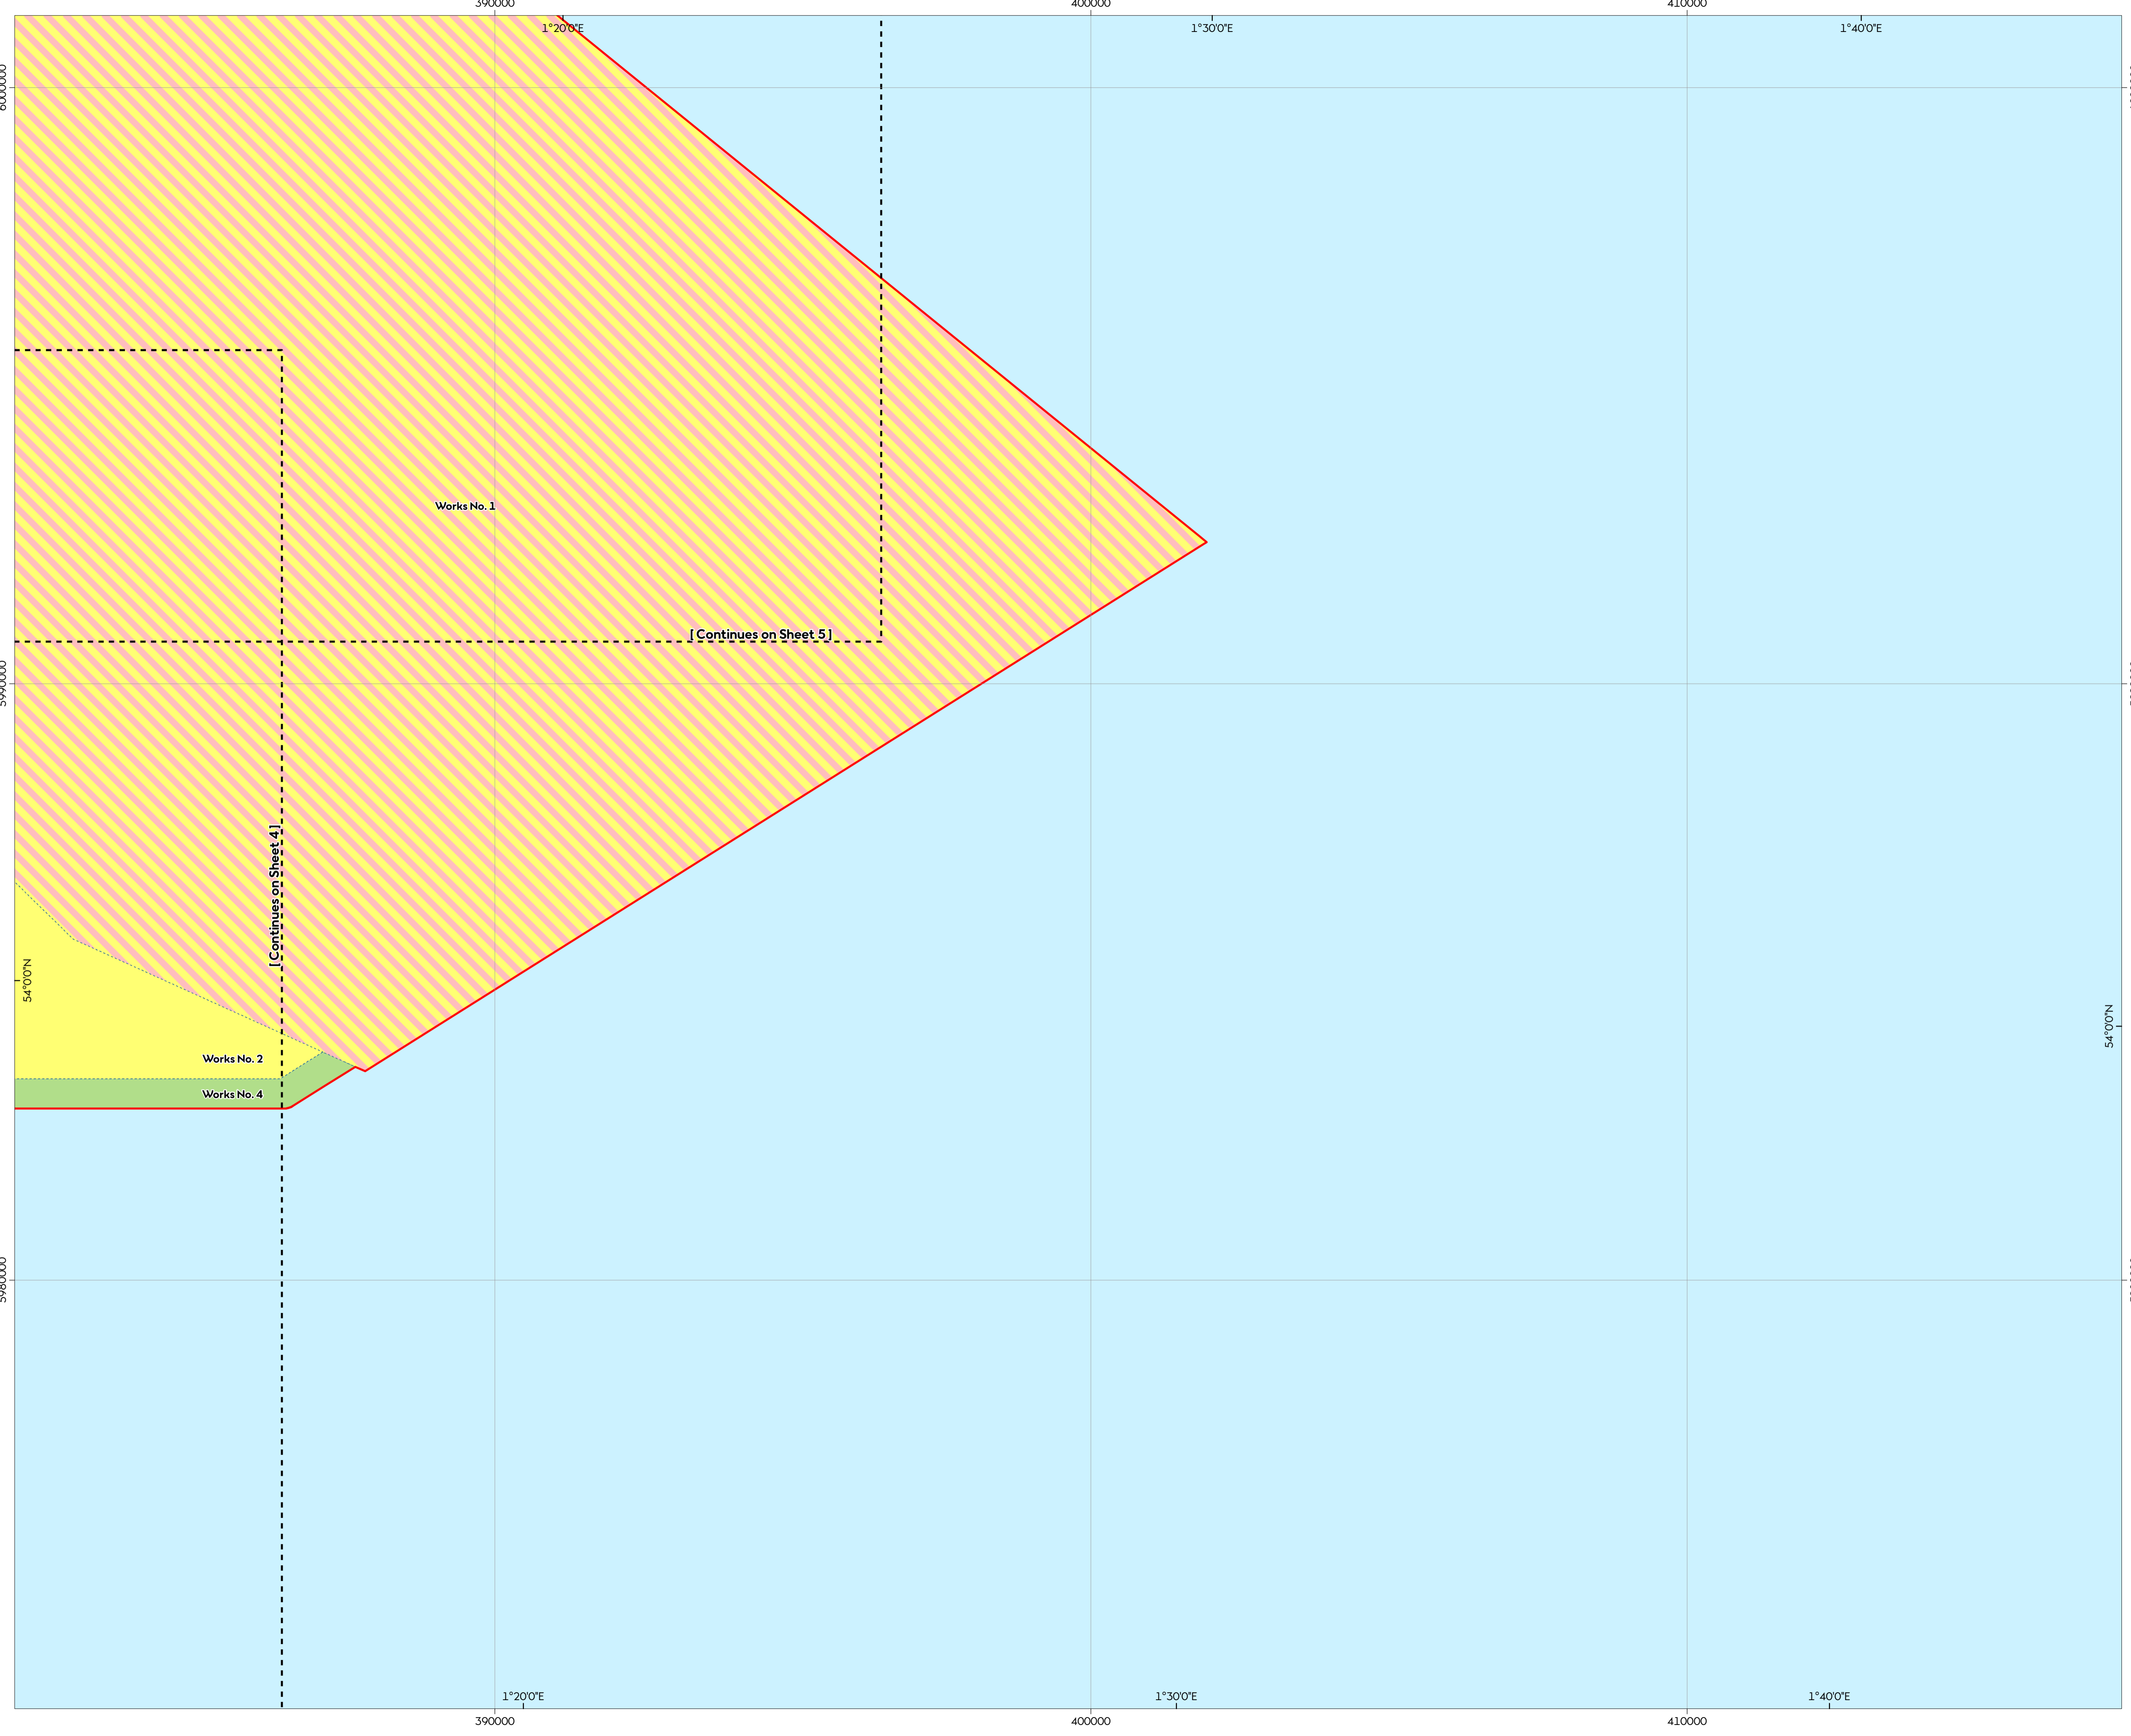 390000
400000
410000
1°20'0"E
1°30'0"E
1°40'0"E
6000000
Works No. 1
[ Continues on Sheet 5 ]
5990000
[ Continues on Sheet 4 ]
54°0'0"N
54°0'0"N
Works No. 2
Works No. 4
5980000
1°20'0"E
1°30'0"E
1°40'0"E
390000
400000
410000